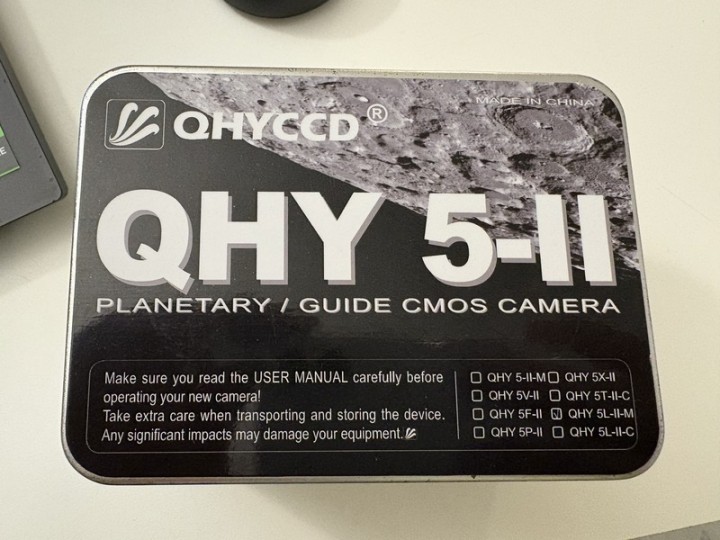 QHYCCD®
MADE IN CHINA
QHY 5-II
PLANETARY / GUIDE CMOS CAMERA
Make sure you read the USER MANUAL carefully before
operating your new camera!
Take extra care when transporting and storing the device.
Any significant impacts may damage your equipment.
☐ QHY 5-II-M ☐ QHY 5X-II
☐ QHY 5V-II ☐ QHY 5T-II-C
☐ QHY 5F-II ☑ QHY 5L-II-M
☐ QHY 5P-II ☐ QHY 5L-II-C